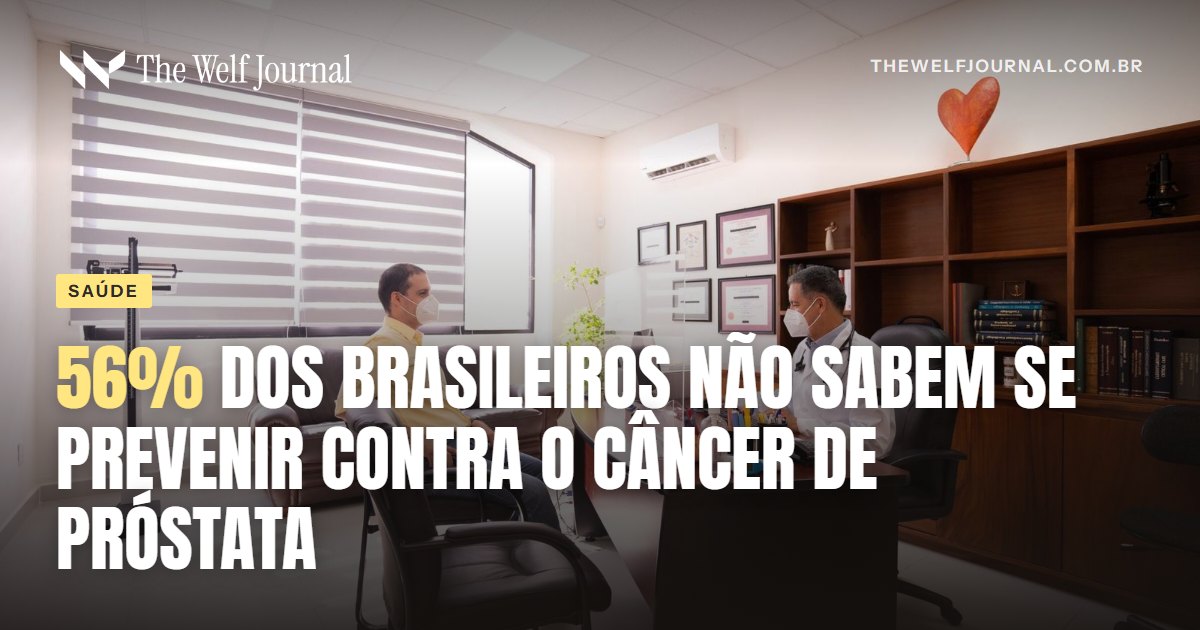 The Welf Journal
THEWELFJOURNAL.COM.BR
SAÚDE
56% DOS BRASILEIROS NÃO SABEM SE
PREVENIR CONTRA O CÂNCER DE
PRÓSTATA